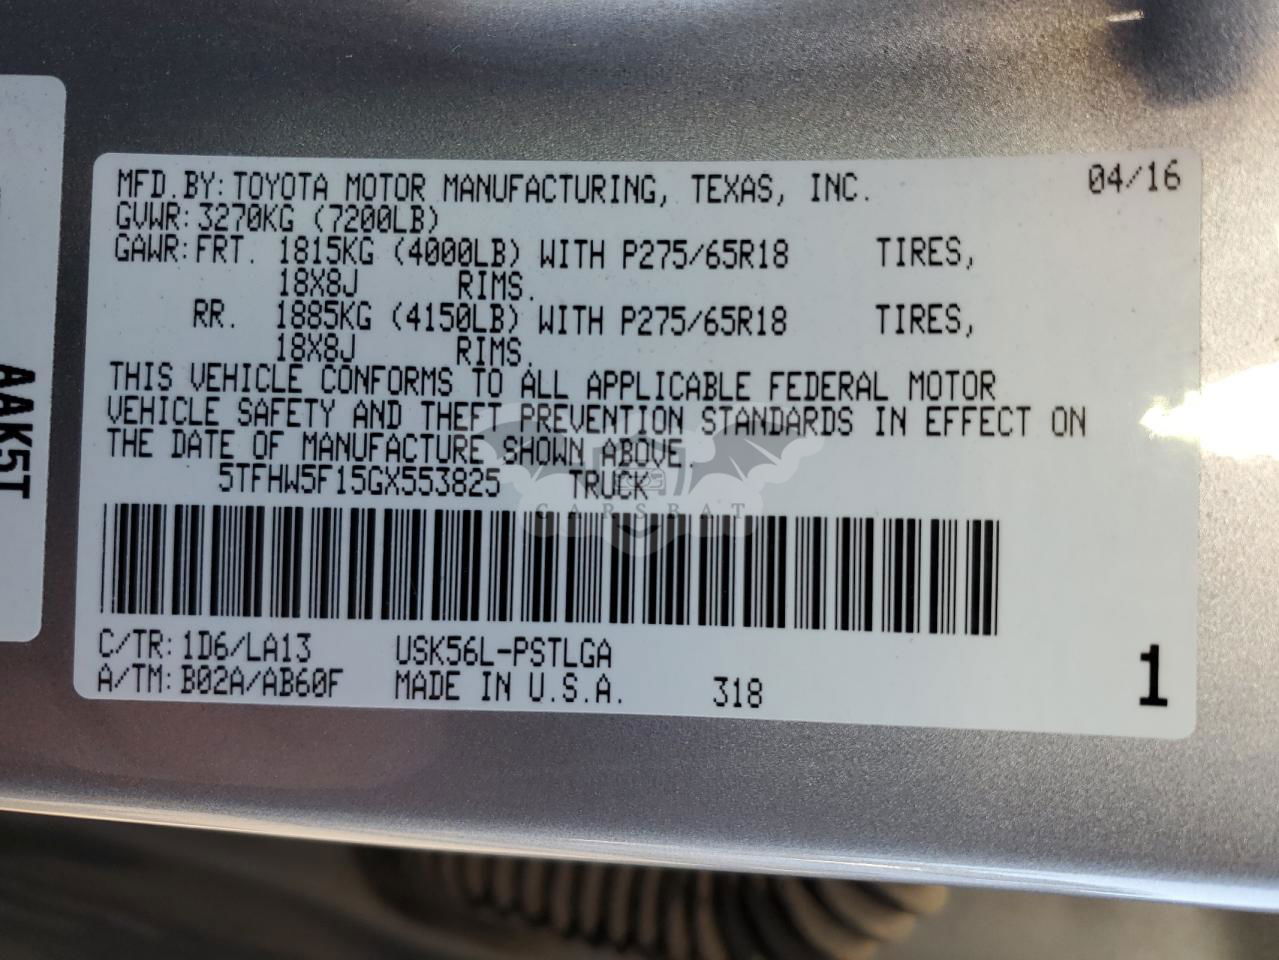 MFD.BY:TOYOTA MOTOR MANUFACTURING, TEXAS, INC. 04/16
GVWR:3270KG (7200LB)
GAWR:FRT. 1815KG (4000LB) WITH P275/65R18 TIRES,
18X8J RIMS.
RR. 1885KG (4150LB) WITH P275/65R18 TIRES,
18X8J RIMS.
THIS VEHICLE CONFORMS TO ALL APPLICABLE FEDERAL MOTOR
VEHICLE SAFETY AND THEFT PREVENTION STANDARDS IN EFFECT ON
THE DATE OF MANUFACTURE SHOWN ABOVE.
5TFHW5F15GX553825 TRUCK
CARSBAT
C/TR:1D6/LA13 USK56L-PSTLGA
A/TM:B02A/AB60F MADE IN U.S.A. 318 1
AAK5T